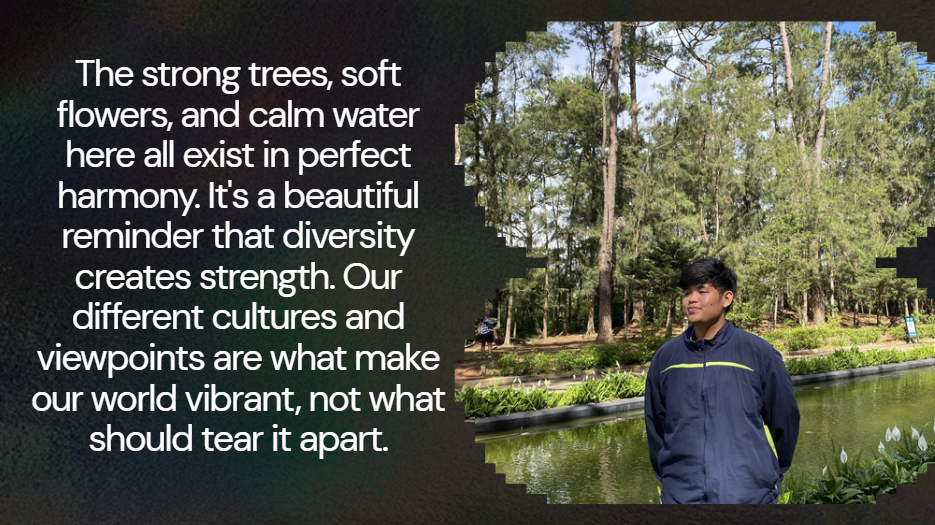 The strong trees, soft
flowers, and calm water
here all exist in perfect
harmony. It's a beautiful
reminder that diversity
creates strength. Our
different cultures and
viewpoints are what make
our world vibrant, not what
should tear it apart.